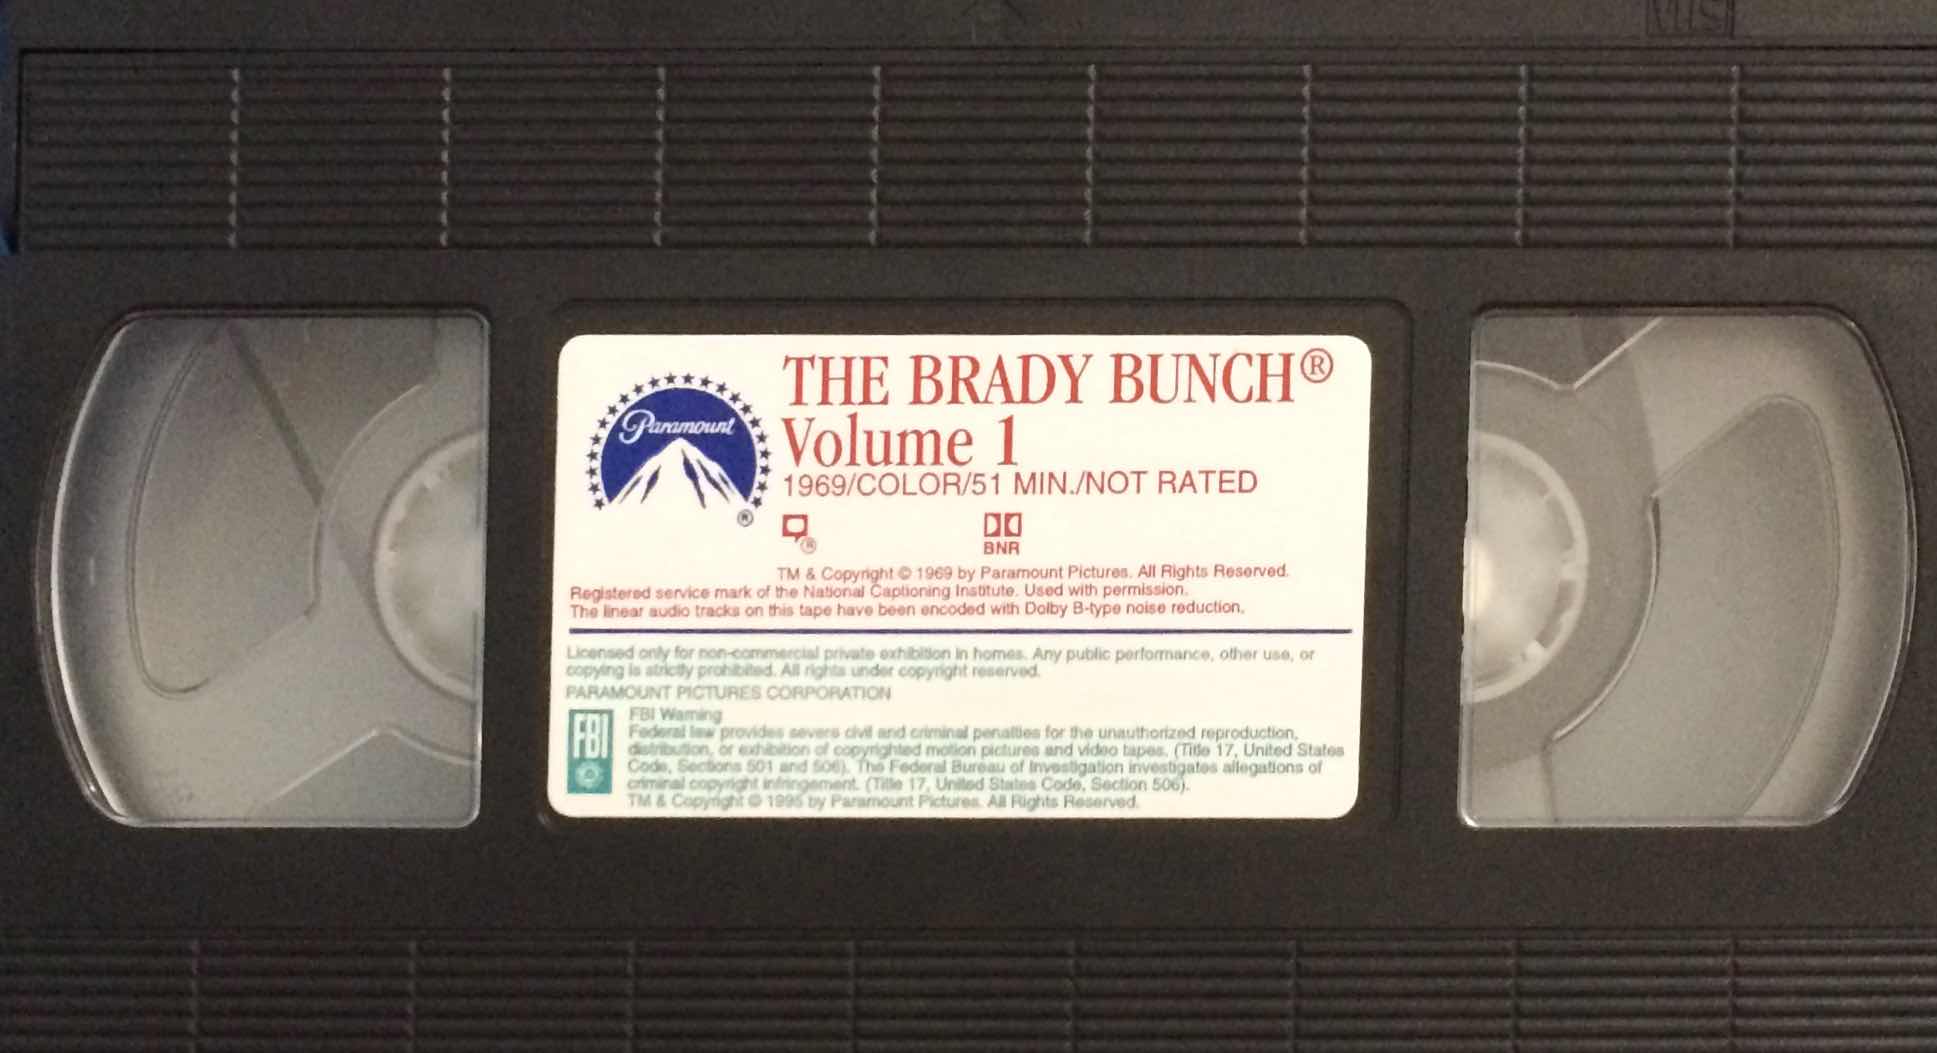 VHS
Paramount
®
THE BRADY BUNCH®
Volume 1
1969/COLOR/51 MIN./NOT RATED
®
BNR
TM & Copyright © 1969 by Paramount Pictures. All Rights Reserved.
Registered service mark of the National Captioning Institute. Used with permission.
The linear audio tracks on this tape have been encoded with Dolby B-type noise reduction.
Licensed only for non-commercial private exhibition in homes. Any public performance, other use, or
copying is strictly prohibited. All rights under copyright reserved.
PARAMOUNT PICTURES CORPORATION
FBI
FBI Warning
Federal law provides severe civil and criminal penalties for the unauthorized reproduction,
distribution, or exhibition of copyrighted motion pictures and video tapes. (Title 17, United States
Code, Sections 501 and 506). The Federal Bureau of Investigation investigates allegations of
criminal copyright infringement. (Title 17, United States Code, Section 506).
TM & Copyright © 1995 by Paramount Pictures. All Rights Reserved.